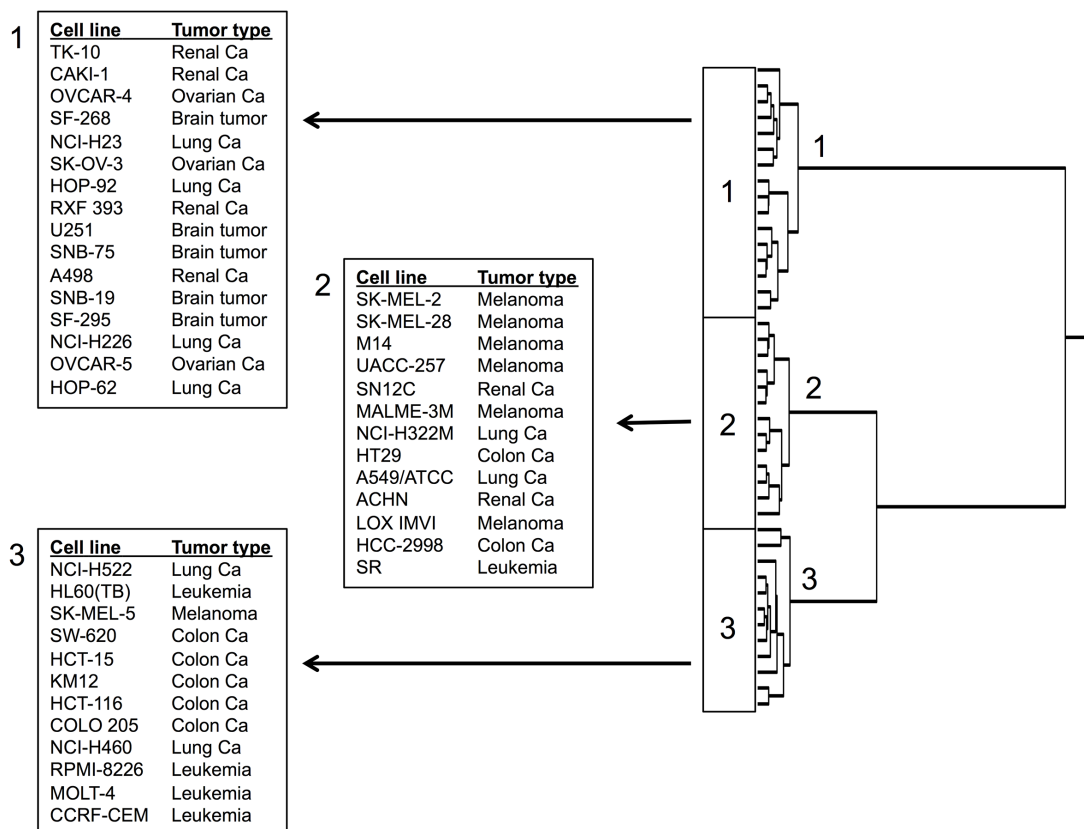 1
Cell line Tumor type
TK-10 Renal Ca
CAKI-1 Renal Ca
OVCAR-4 Ovarian Ca
SF-268 Brain tumor
NCI-H23 Lung Ca
SK-OV-3 Ovarian Ca
HOP-92 Lung Ca
RXF 393 Renal Ca
U251 Brain tumor
SNB-75 Brain tumor
A498 Renal Ca
SNB-19 Brain tumor
SF-295 Brain tumor
NCI-H226 Lung Ca
OVCAR-5 Ovarian Ca
HOP-62 Lung Ca
2
Cell line Tumor type
SK-MEL-2 Melanoma
SK-MEL-28 Melanoma
M14 Melanoma
UACC-257 Melanoma
SN12C Renal Ca
MALME-3M Melanoma
NCI-H322M Lung Ca
HT29 Colon Ca
A549/ATCC Lung Ca
ACHN Renal Ca
LOX IMVI Melanoma
HCC-2998 Colon Ca
SR Leukemia
3
Cell line Tumor type
NCI-H522 Lung Ca
HL60(TB) Leukemia
SK-MEL-5 Melanoma
SW-620 Colon Ca
HCT-15 Colon Ca
KM12 Colon Ca
HCT-116 Colon Ca
COLO 205 Colon Ca
NCI-H460 Lung Ca
RPMI-8226 Leukemia
MOLT-4 Leukemia
CCRF-CEM Leukemia
1
1
2
2
3
3